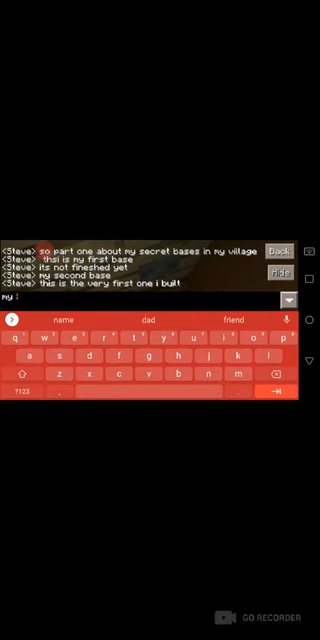 <Steve> so part one about my secret bases in my village
Back
<Steve> thsi is my first base
<Steve> its not fineshed yet
Hide
<Steve> my second base
<Steve> this is the very first one i built
my
name dad friend
q w e r t y u i o p
a s d f g h j k l
z x c v b n m
?123 , .
GO RECORDER